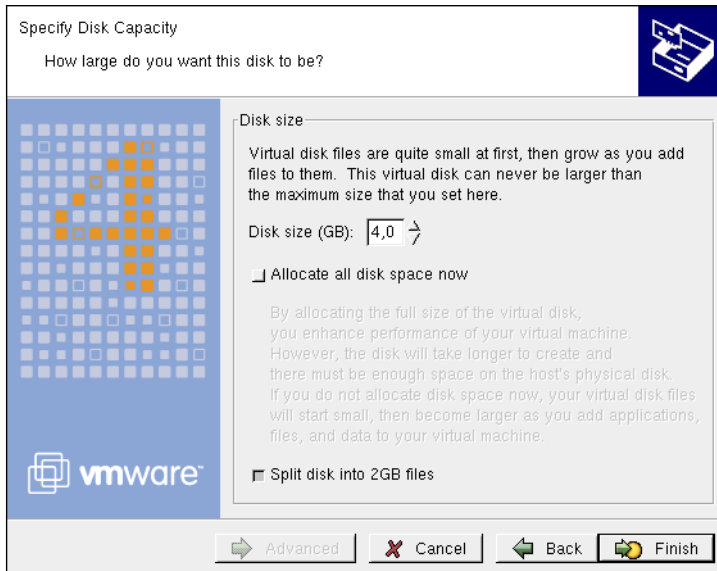 Specify Disk Capacity
How large do you want this disk to be?
Disk size
Virtual disk files are quite small at first, then grow as you add
files to them. This virtual disk can never be larger than
the maximum size that you set here.
Disk size (GB): 4,0
Allocate all disk space now
By allocating the full size of the virtual disk,
you enhance performance of your virtual machine.
However, the disk will take longer to create and
there must be enough space on the host's physical disk.
If you do not allocate disk space now, your virtual disk files
will start small, then become larger as you add applications,
files, and data to your virtual machine.
Split disk into 2GB files
vmware™
Advanced Cancel Back Finish